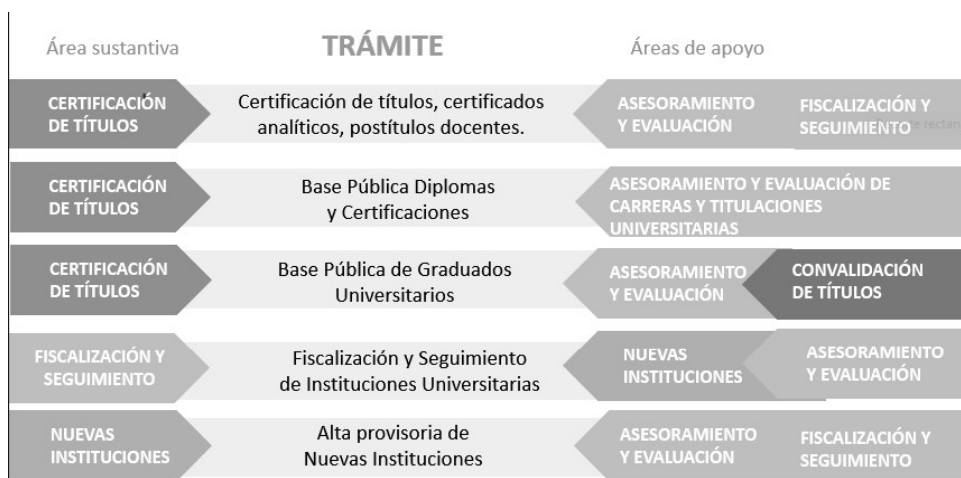 Área sustantiva
TRÁMITE
Áreas de apoyo
CERTIFICACIÓN
DE TÍTULOS
Certificación de títulos, certificados
analíticos, postítulos docentes.
ASESORAMIENTO
Y EVALUACIÓN
FISCALIZACIÓN Y
SEGUIMIENTO
CERTIFICACIÓN
DE TÍTULOS
Base Pública Diplomas
y Certificaciones
ASESORAMIENTO Y EVALUACIÓN DE
CARRERAS Y TITULACIONES
UNIVERSITARIAS
CERTIFICACIÓN
DE TÍTULOS
Base Pública de Graduados
Universitarios
ASESORAMIENTO
Y EVALUACIÓN
CONVALIDACIÓN
DE TÍTULOS
FISCALIZACIÓN Y
SEGUIMIENTO
Fiscalización y Seguimiento
de Instituciones Universitarias
NUEVAS
INSTITUCIONES
ASESORAMIENTO
Y EVALUACIÓN
NUEVAS
INSTITUCIONES
Alta provisoria de
Nuevas Instituciones
ASESORAMIENTO
Y EVALUACIÓN
FISCALIZACIÓN Y
SEGUIMIENTO